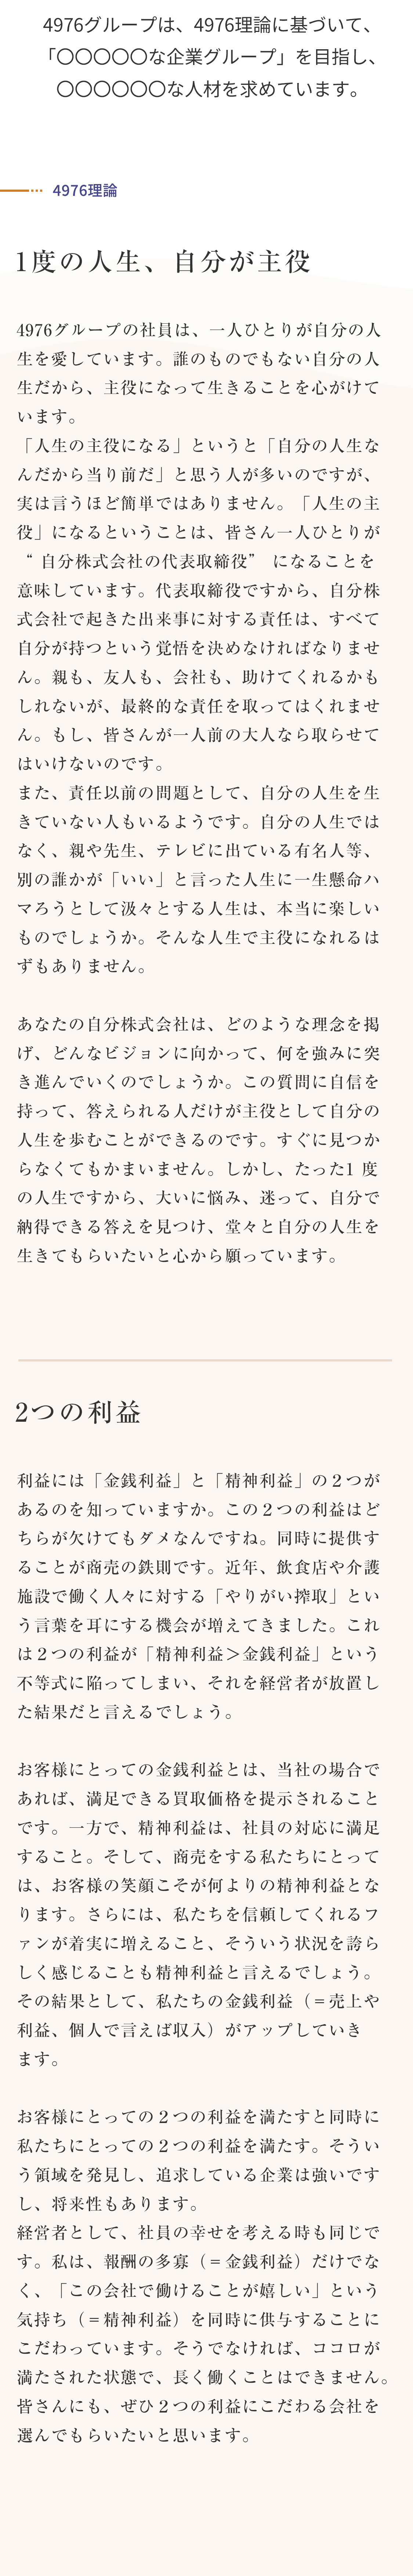 4976グループは、4976理論に基づいて、
「〇〇〇〇〇な企業グループ」を目指し、
〇〇〇〇〇〇な人材を求めています。
4976理論
1度の人生、自分が主役
4976グループの社員は、一人ひとりが自分の人
生を愛しています。誰のものでもない自分の人
生だから、主役になって生きることを心がけて
います。
「人生の主役になる」というと「自分の人生な
んだから当り前だ」と思う人が多いのですが、
実は言うほど簡単ではありません。「人生の主
役」になるということは、皆さん一人ひとりが
“ 自分株式会社の代表取締役” になることを
意味しています。代表取締役ですから、自分株
式会社で起きた出来事に対する責任は、すべて
自分が持つという覚悟を決めなければなりませ
ん。親も、友人も、会社も、助けてくれるかも
しれないが、最終的な責任を取ってはくれませ
ん。もし、皆さんが一人前の大人なら取らせて
はいけないのです。
また、責任以前の問題として、自分の人生を生
きていない人もいるようです。自分の人生では
なく、親や先生、テレビに出ている有名人等、
別の誰かが「いい」と言った人生に一生懸命ハ
マろうとして汲々とする人生は、本当に楽しい
ものでしょうか。そんな人生で主役になれるは
ずもありません。
あなたの自分株式会社は、どのような理念を掲
げ、どんなビジョンに向かって、何を強みに突
き進んでいくのでしょうか。この質問に自信を
持って、答えられる人だけが主役として自分の
人生を歩むことができるのです。すぐに見つか
らなくてもかまいません。しかし、たった1 度
の人生ですから、大いに悩み、迷って、自分で
納得できる答えを見つけ、堂々と自分の人生を
生きてもらいたいと心から願っています。
2つの利益
利益には「金銭利益」と「精神利益」の２つが
あるのを知っていますか。この２つの利益はど
ちらが欠けてもダメなんですね。同時に提供す
ることが商売の鉄則です。近年、飲食店や介護
施設で働く人々に対する「やりがい搾取」とい
う言葉を耳にする機会が増えてきました。これ
は２つの利益が「精神利益＞金銭利益」という
不等式に陥ってしまい、それを経営者が放置し
た結果だと言えるでしょう。
お客様にとっての金銭利益とは、当社の場合で
あれば、満足できる買取価格を提示されること
です。一方で、精神利益は、社員の対応に満足
すること。そして、商売をする私たちにとって
は、お客様の笑顔こそが何よりの精神利益とな
ります。さらには、私たちを信頼してくれるフ
ァンが着実に増えること、そういう状況を誇ら
しく感じることも精神利益と言えるでしょう。
その結果として、私たちの金銭利益（＝売上や
利益、個人で言えば収入）がアップしていき
ます。
お客様にとっての２つの利益を満たすと同時に
私たちにとっての２つの利益を満たす。そうい
う領域を発見し、追求している企業は強いです
し、将来性もあります。
経営者として、社員の幸せを考える時も同じで
す。私は、報酬の多寡（＝金銭利益）だけでな
く、「この会社で働けることが嬉しい」という
気持ち（＝精神利益）を同時に供与することに
こだわっています。そうでなければ、ココロが
満たされた状態で、長く働くことはできません。
皆さんにも、ぜひ２つの利益にこだわる会社を
選んでもらいたいと思います。